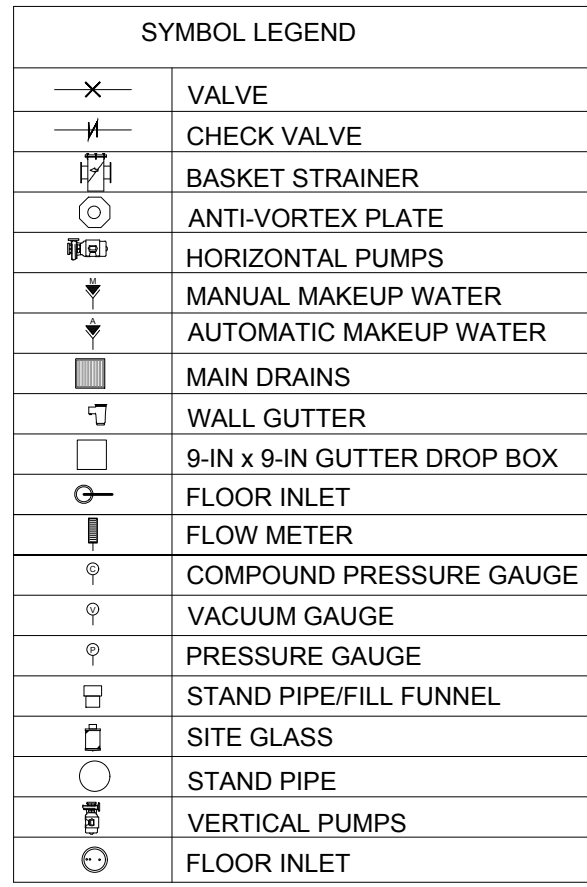 SYMBOL LEGEND
VALVE
CHECK VALVE
BASKET STRAINER
ANTI-VORTEX PLATE
HORIZONTAL PUMPS
M
MANUAL MAKEUP WATER
A
AUTOMATIC MAKEUP WATER
MAIN DRAINS
WALL GUTTER
9-IN x 9-IN GUTTER DROP BOX
FLOOR INLET
FLOW METER
C
COMPOUND PRESSURE GAUGE
V
VACUUM GAUGE
P
PRESSURE GAUGE
STAND PIPE/FILL FUNNEL
SITE GLASS
STAND PIPE
VERTICAL PUMPS
FLOOR INLET